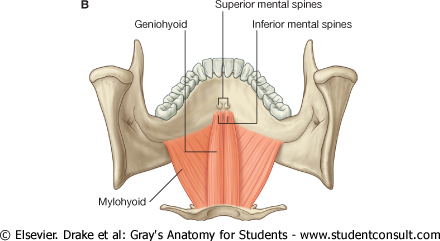 B
Superior mental spines
Geniohyoid
Inferior mental spines
Mylohyoid
© Elsevier. Drake et al: Gray's Anatomy for Students - www.studentconsult.com